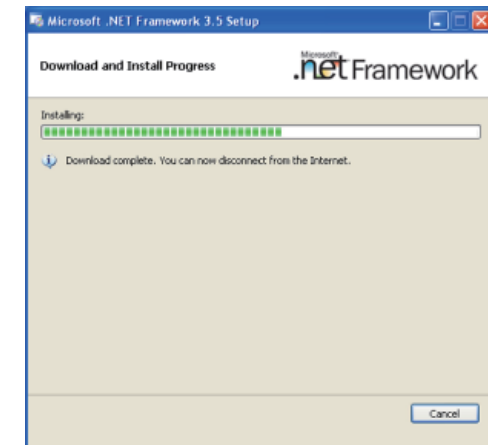 Microsoft .NET Framework 3.5 Setup
Download and Install Progress
Microsoft
.net Framework
Installing:
Download complete. You can now disconnect from the Internet.
Cancel